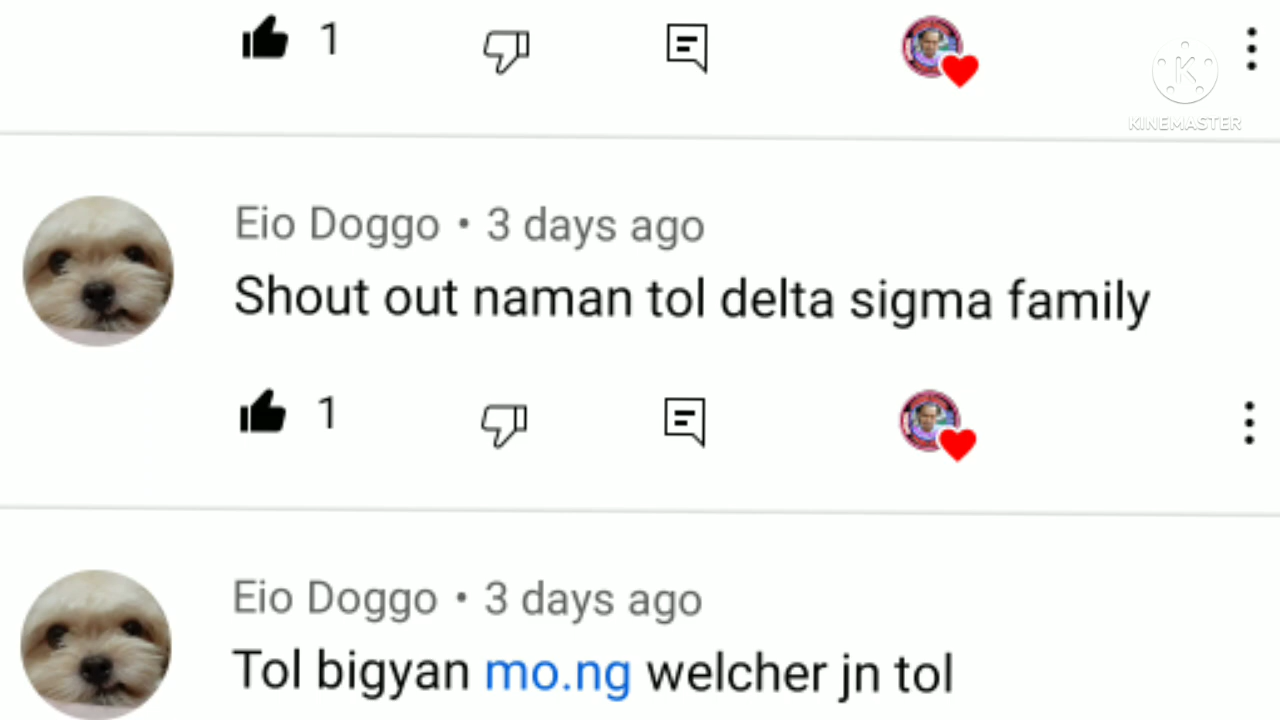 1
KINEMASTER
Eio Doggo • 3 days ago
Shout out naman tol delta sigma family
1
Eio Doggo • 3 days ago
Tol bigyan mo.ng welcher jn tol